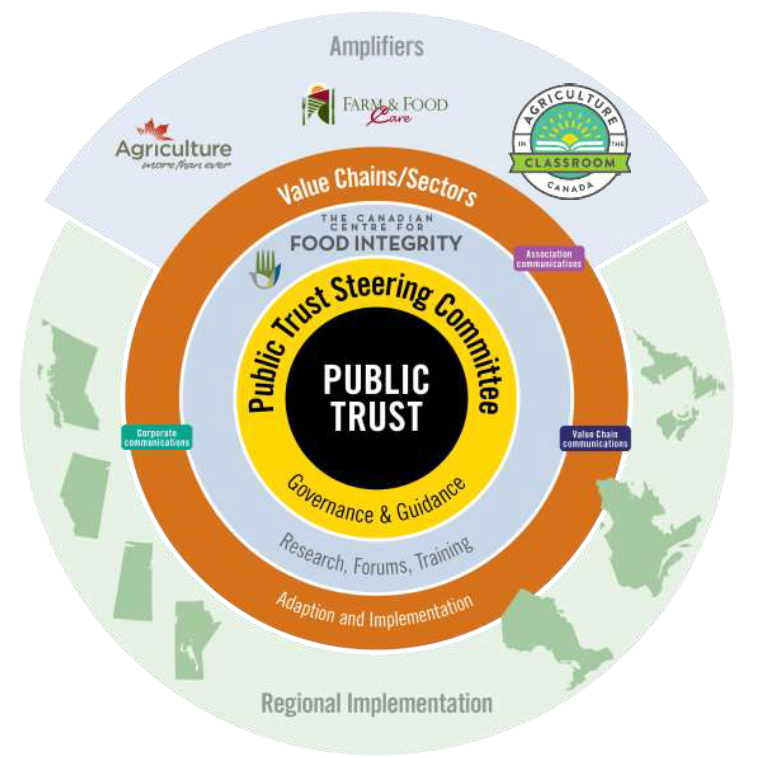 Amplifiers
FARM & FOOD
Care
Agriculture
more than ever
AGRICULTURE
IN THE
CLASSROOM
CANADA
Value Chains/Sectors
THE CANADIAN
CENTRE FOR
FOOD INTEGRITY
Association
communications
Public Trust Steering Committee
PUBLIC
TRUST
Corporate
communications
Value Chain
communications
Governance & Guidance
Research, Forums, Training
Adaption and Implementation
Regional Implementation